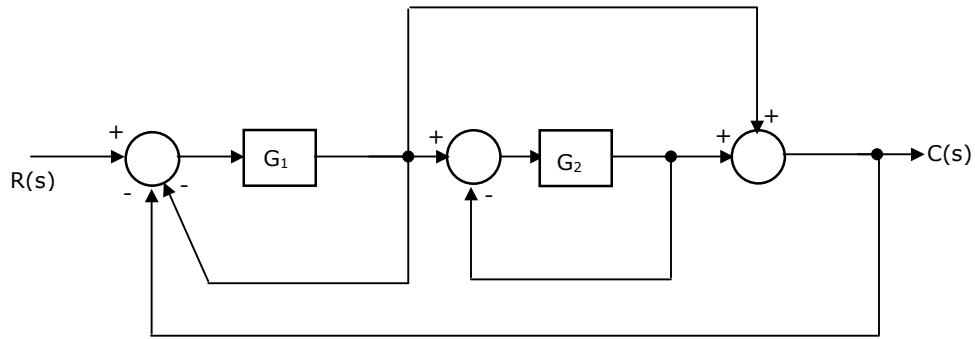 +
+
+
+
R(s)
G₁
G₂
C(s)
-
-
-